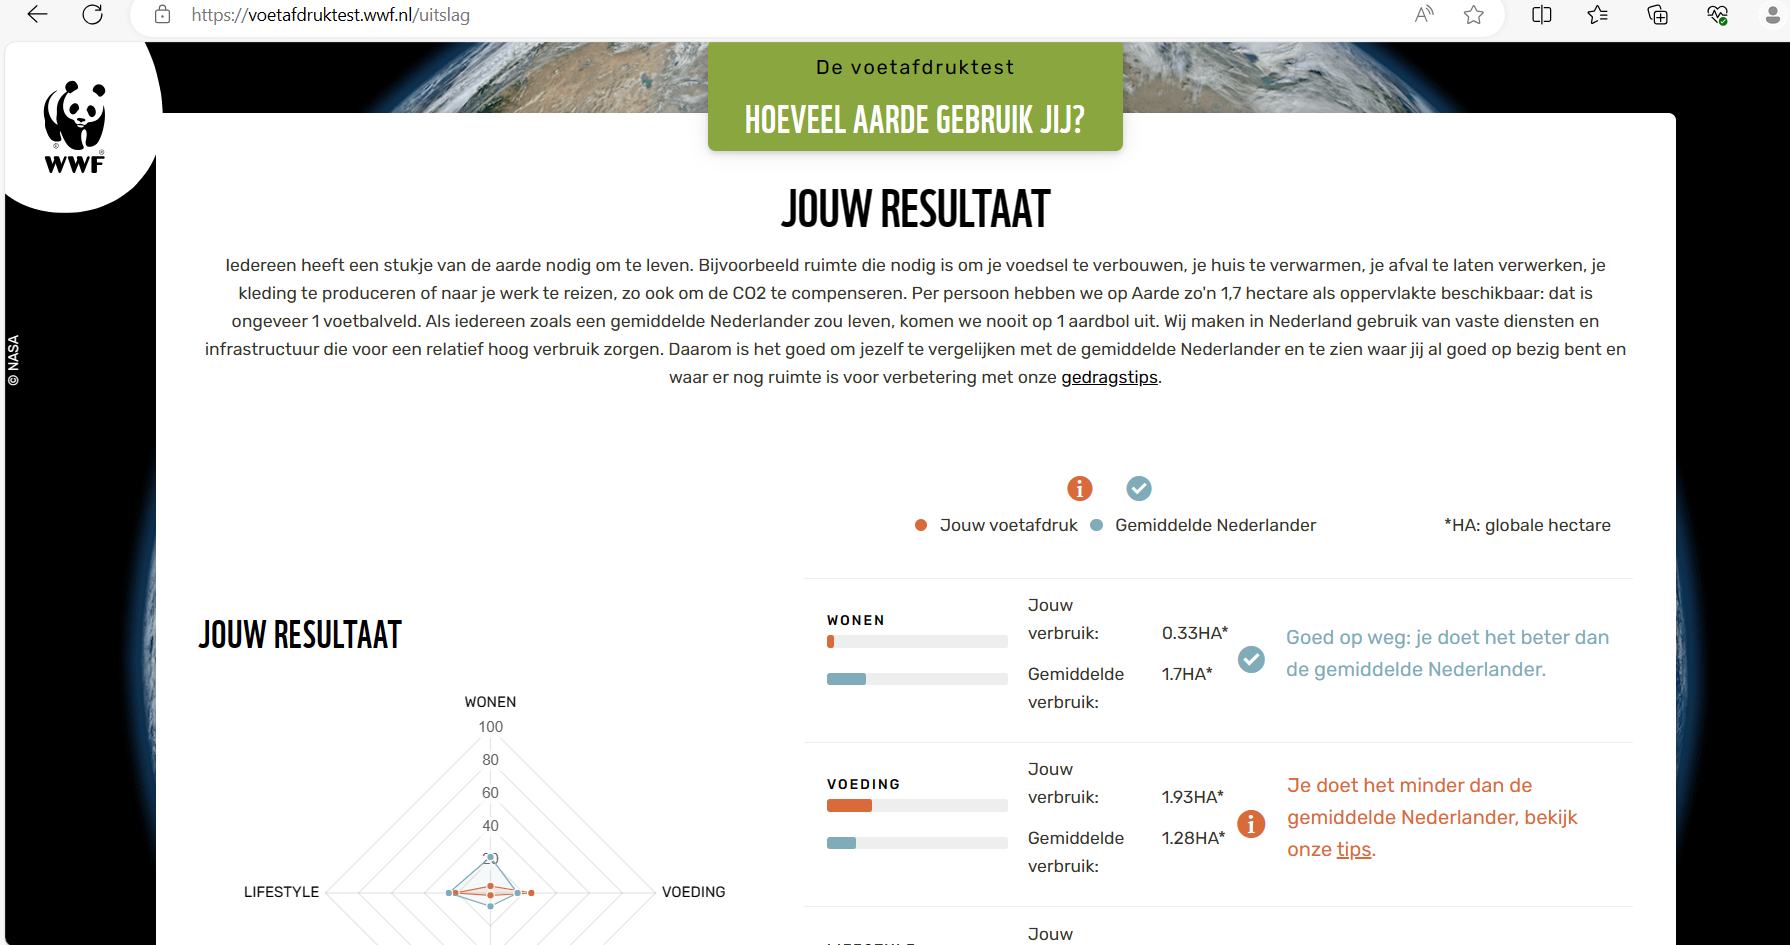 https://voetafdruktest.wwf.nl/uitslag
WWF
© NASA
De voetafdruktest
HOEVEEL AARDE GEBRUIK JIJ?
JOUW RESULTAAT
Iedereen heeft een stukje van de aarde nodig om te leven. Bijvoorbeeld ruimte die nodig is om je voedsel te verbouwen, je huis te verwarmen, je afval te laten verwerken, je
kleding te produceren of naar je werk te reizen, zo ook om de CO2 te compenseren. Per persoon hebben we op Aarde zo'n 1,7 hectare als oppervlakte beschikbaar: dat is
ongeveer 1 voetbalveld. Als iedereen zoals een gemiddelde Nederlander zou leven, komen we nooit op 1 aardbol uit. Wij maken in Nederland gebruik van vaste diensten en
infrastructuur die voor een relatief hoog verbruik zorgen. Daarom is het goed om jezelf te vergelijken met de gemiddelde Nederlander en te zien waar jij al goed op bezig bent en
waar er nog ruimte is voor verbetering met onze gedragstips.
Jouw voetafdruk
Gemiddelde Nederlander
*HA: globale hectare
JOUW RESULTAAT
WONEN
100
80
60
40
20
LIFESTYLE
VOEDING
WONEN
Jouw
verbruik:
0.33HA*
Gemiddelde
verbruik:
1.7HA*
Goed op weg: je doet het beter dan
de gemiddelde Nederlander.
VOEDING
Jouw
verbruik:
1.93HA*
Gemiddelde
verbruik:
1.28HA*
Je doet het minder dan de
gemiddelde Nederlander, bekijk
onze tips.
Jouw